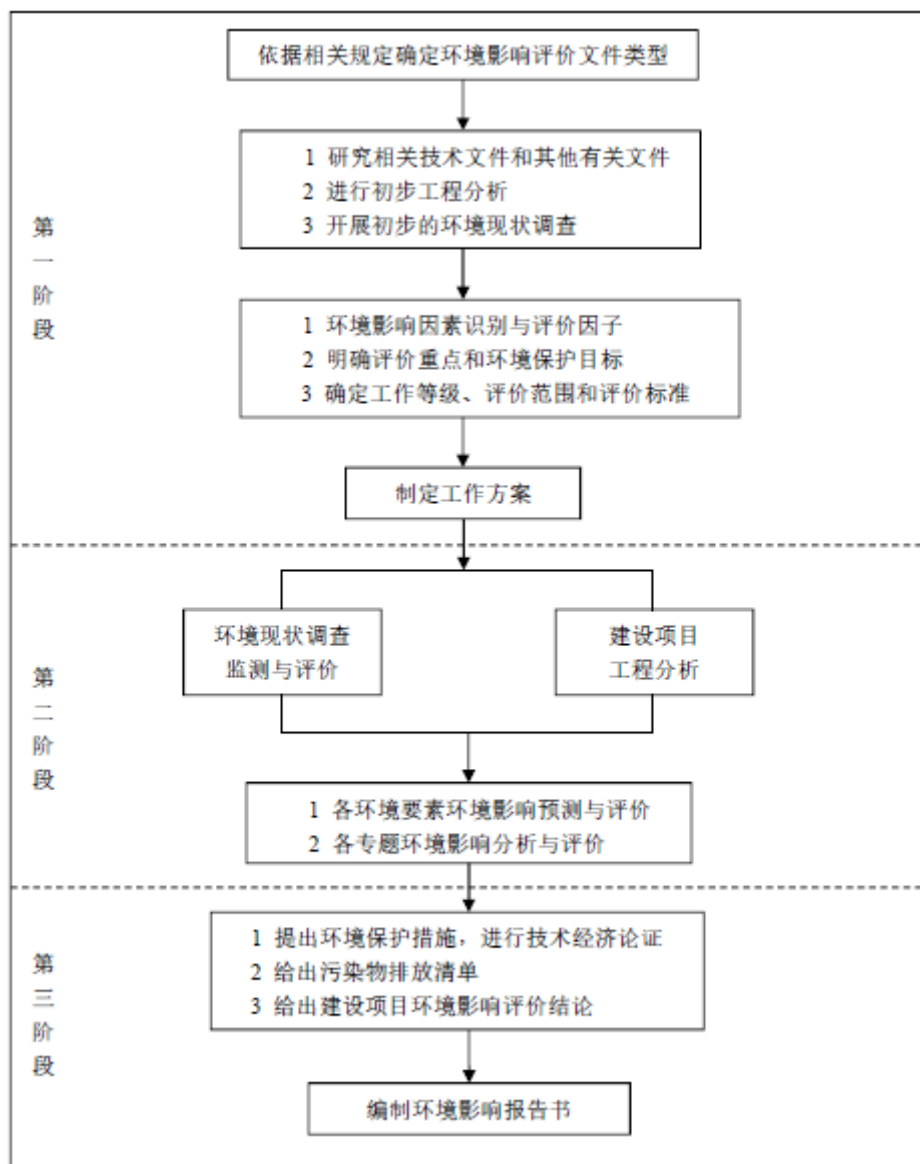 依据相关规定确定环境影响评价文件类型
1 研究相关技术文件和其他有关文件
2 进行初步工程分析
3 开展初步的环境现状调查
第一阶段
1 环境影响因素识别与评价因子
2 明确评价重点和环境保护目标
3 确定工作等级、评价范围和评价标准
制定工作方案
第二阶段
环境现状调查
监测与评价
建设项目
工程分析
1 各环境要素环境影响预测与评价
2 各专题环境影响分析与评价
第三阶段
1 提出环境保护措施，进行技术经济论证
2 给出污染物排放清单
3 给出建设项目环境影响评价结论
编制环境影响报告书